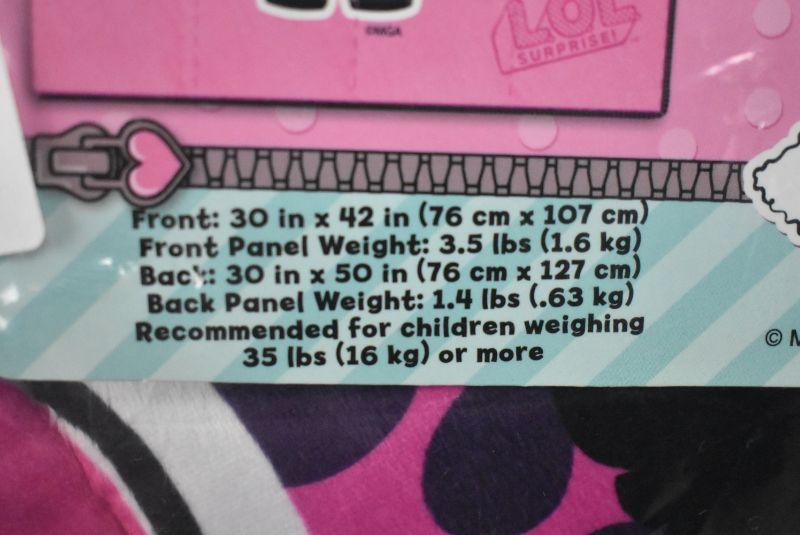 ©MGA
LOL
SURPRISE!
Front: 30 in x 42 in (76 cm x 107 cm)
Front Panel Weight: 3.5 lbs (1.6 kg)
Back: 30 in x 50 in (76 cm x 127 cm)
Back Panel Weight: 1.4 lbs (.63 kg)
Recommended for children weighing
35 lbs (16 kg) or more
© M